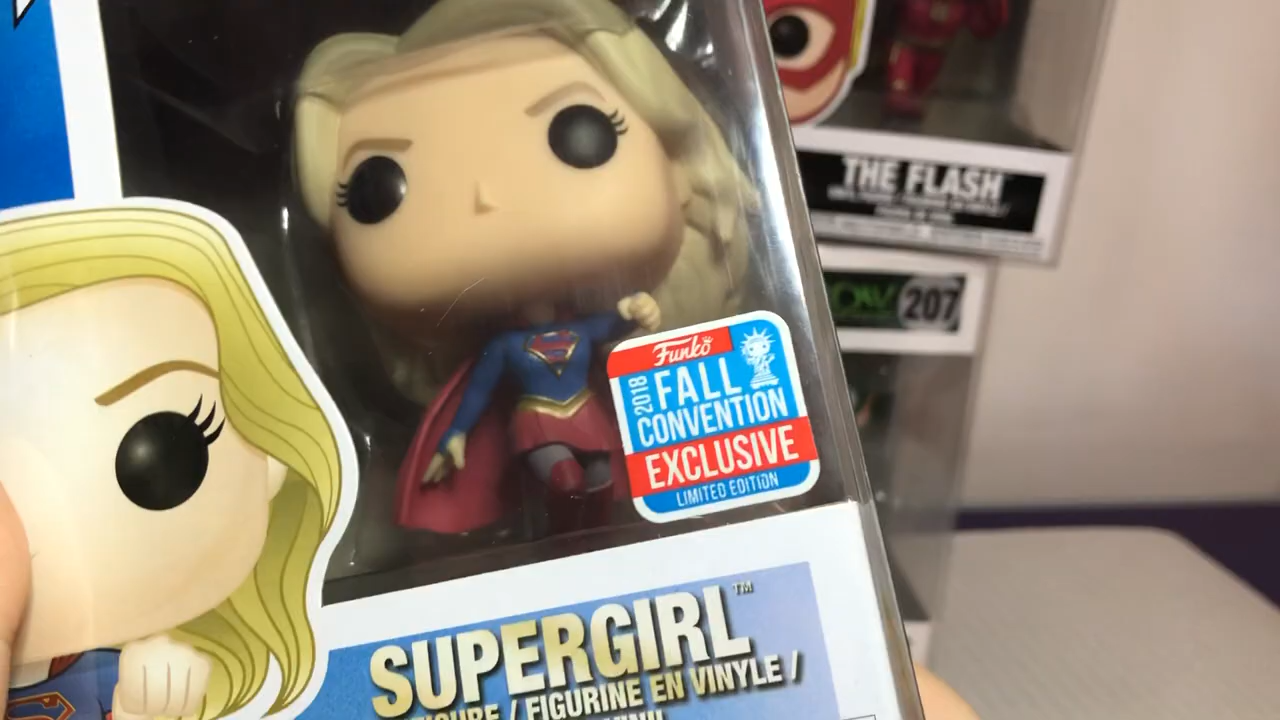 THE FLASH
207
Funko
2018
FALL
CONVENTION
EXCLUSIVE
LIMITED EDITION
SUPERGIRL™
/ FIGURINE EN VINYLE /